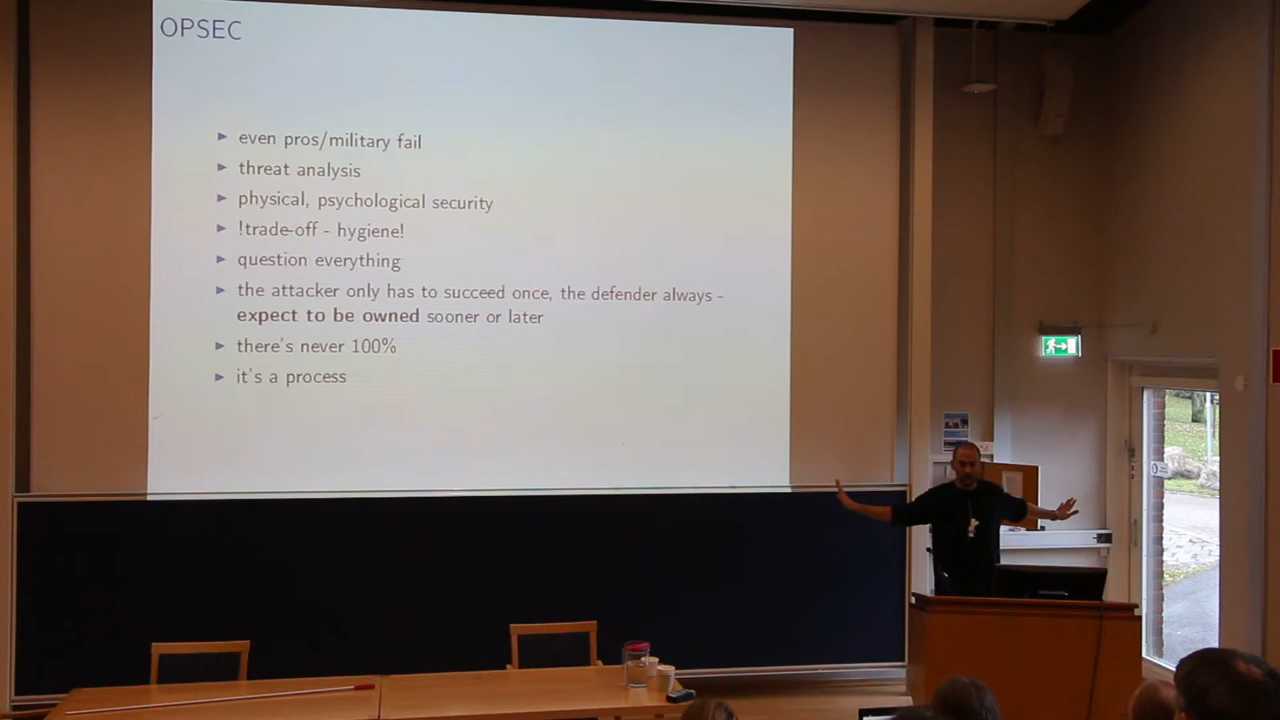 OPSEC
▶ even pros/military fail
▶ threat analysis
▶ physical, psychological security
▶ !trade-off - hygiene!
▶ question everything
▶ the attacker only has to succeed once, the defender always -
expect to be owned sooner or later
▶ there's never 100%
▶ it's a process